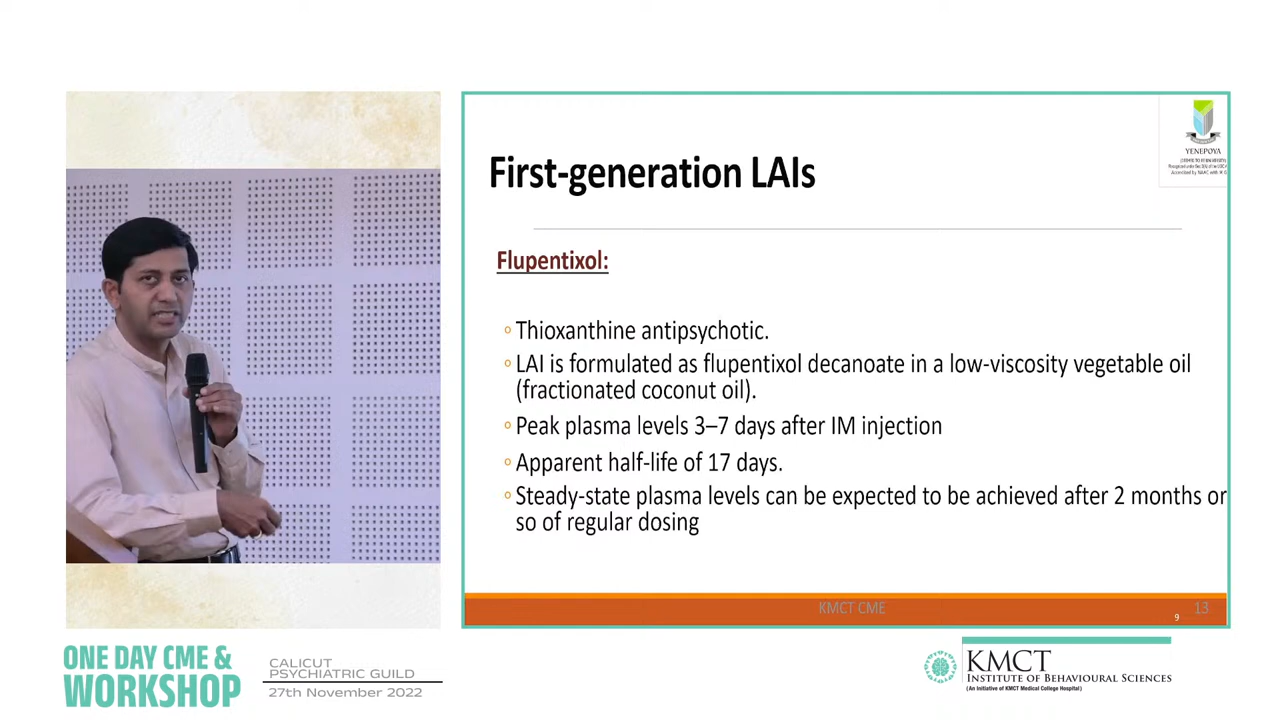 First-generation LAIs
YENEPOYA
Flupentixol:
Thioxanthine antipsychotic.
LAI is formulated as flupentixol decanoate in a low-viscosity vegetable oil
(fractionated coconut oil).
Peak plasma levels 3–7 days after IM injection
Apparent half-life of 17 days.
Steady-state plasma levels can be expected to be achieved after 2 months or
so of regular dosing
KMCT CME
13
9
ONE DAY CME &
WORKSHOP
CALICUT
PSYCHIATRIC GUILD
27th November 2022
KMCT
INSTITUTE OF BEHAVIOURAL SCIENCES
(An Initiative of KMCT Medical College Hospital)